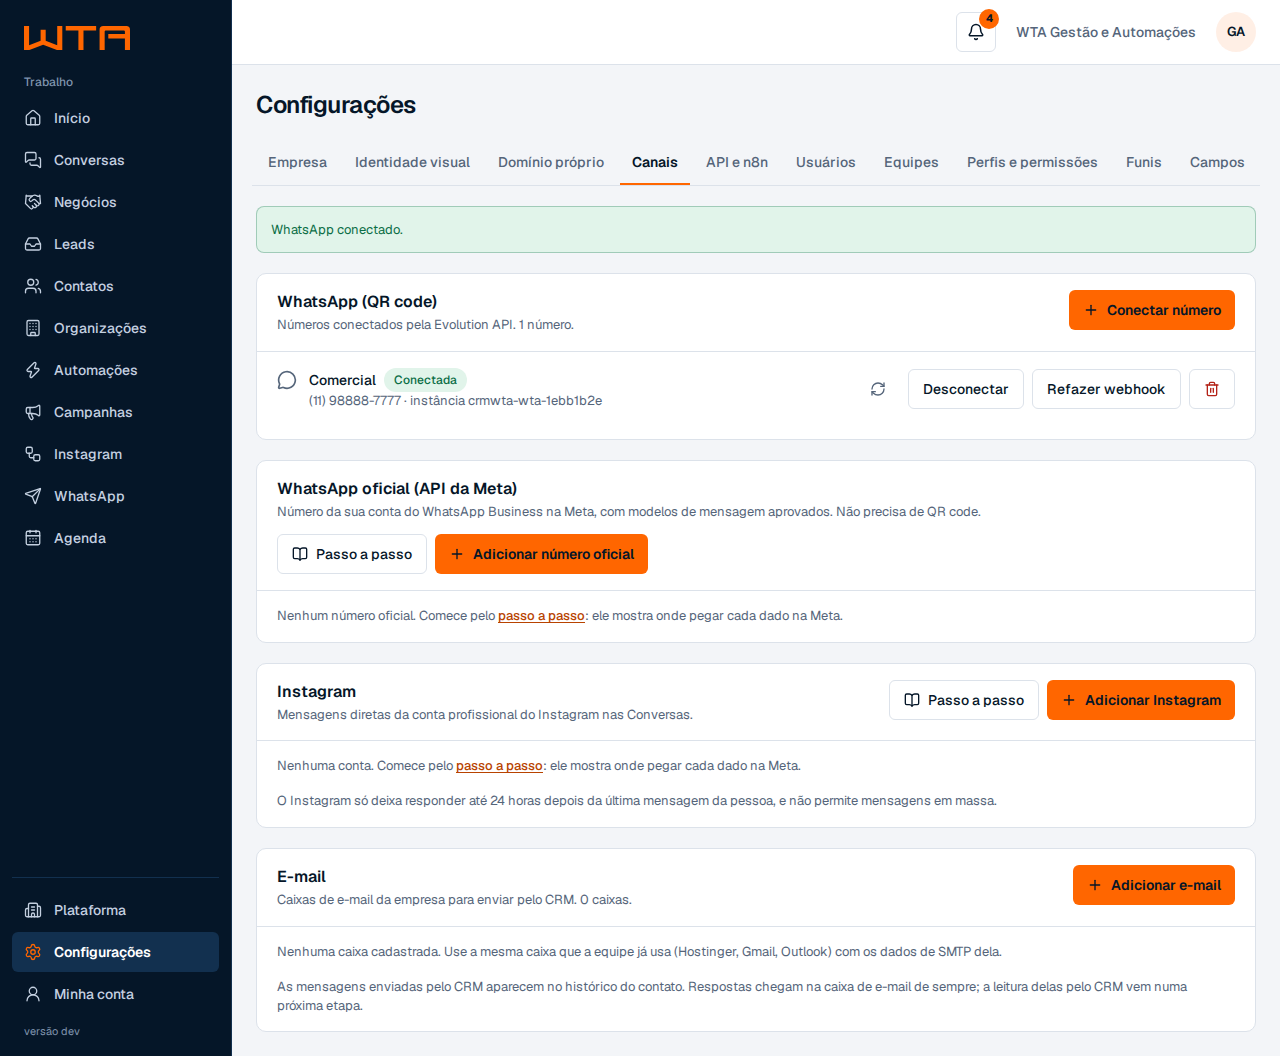 WTA
4
WTA Gestão e Automações
GA
Trabalho
Início
Conversas
Negócios
Leads
Contatos
Organizações
Automações
Campanhas
Instagram
WhatsApp
Agenda
Plataforma
Configurações
Minha conta
versão dev
Configurações
Empresa Identidade visual Domínio próprio Canais API e n8n Usuários Equipes Perfis e permissões Funis Campos
WhatsApp conectado.
WhatsApp (QR code)
Números conectados pela Evolution API. 1 número.
Conectar número
Comercial Conectada
(11) 98888-7777 · instância crmwta-wta-1ebb1b2e
Desconectar Refazer webhook
WhatsApp oficial (API da Meta)
Número da sua conta do WhatsApp Business na Meta, com modelos de mensagem aprovados. Não precisa de QR code.
Passo a passo Adicionar número oficial
Nenhum número oficial. Comece pelo passo a passo: ele mostra onde pegar cada dado na Meta.
Instagram
Mensagens diretas da conta profissional do Instagram nas Conversas.
Passo a passo Adicionar Instagram
Nenhuma conta. Comece pelo passo a passo: ele mostra onde pegar cada dado na Meta.
O Instagram só deixa responder até 24 horas depois da última mensagem da pessoa, e não permite mensagens em massa.
E-mail
Caixas de e-mail da empresa para enviar pelo CRM. 0 caixas.
Adicionar e-mail
Nenhuma caixa cadastrada. Use a mesma caixa que a equipe já usa (Hostinger, Gmail, Outlook) com os dados de SMTP dela.
As mensagens enviadas pelo CRM aparecem no histórico do contato. Respostas chegam na caixa de e-mail de sempre; a leitura delas pelo CRM vem numa
próxima etapa.